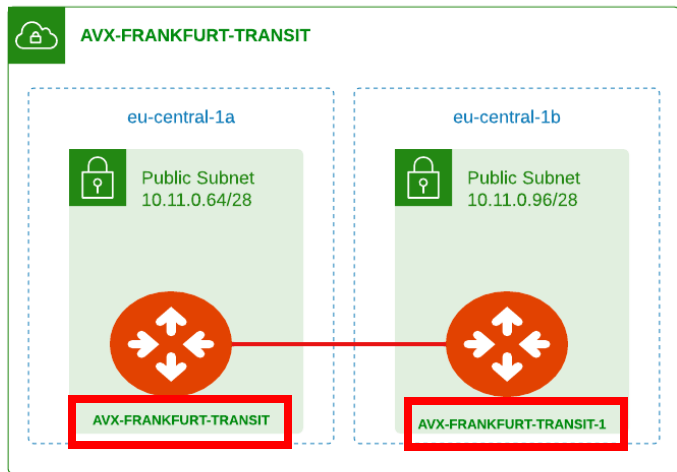 AVX-FRANKFURT-TRANSIT
eu-central-1a
eu-central-1b
Public Subnet
10.11.0.64/28
Public Subnet
10.11.0.96/28
AVX-FRANKFURT-TRANSIT
AVX-FRANKFURT-TRANSIT-1